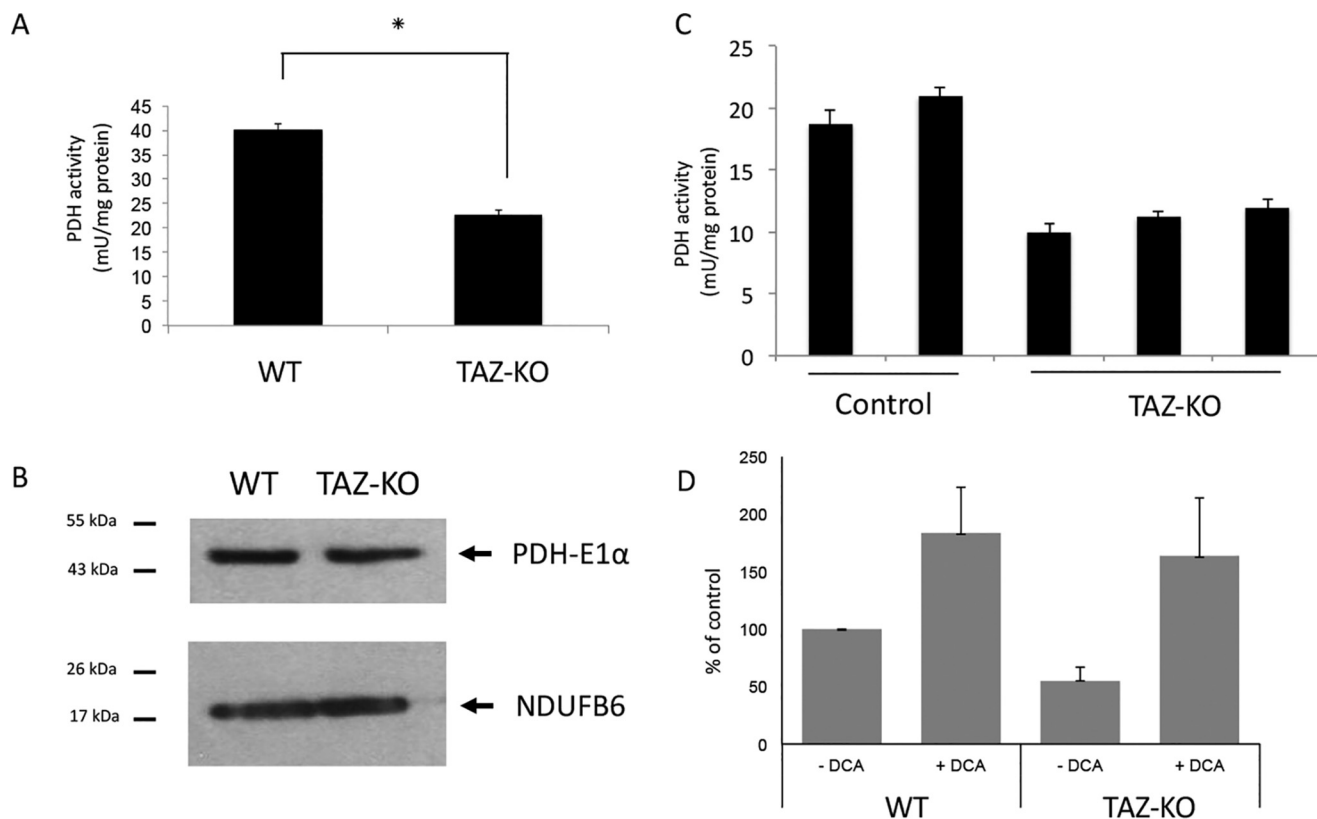 A
*
PDH activity
(mU/mg protein)
45
40
35
30
25
20
15
10
5
0
WT
TAZ-KO
B
WT TAZ-KO
55 kDa
43 kDa
PDH-E1α
26 kDa
17 kDa
NDUFB6
C
PDH activity
(mU/mg protein)
25
20
15
10
5
0
Control
TAZ-KO
D
% of control
250
200
150
100
50
0
- DCA
+ DCA
- DCA
+ DCA
WT
TAZ-KO